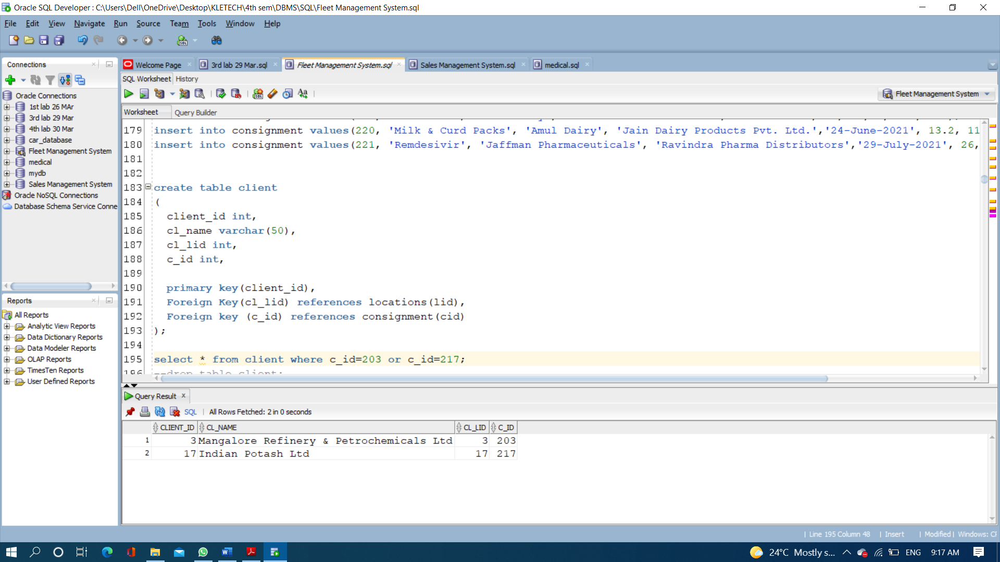 Oracle SQL Developer : C:\Users\Dell\OneDrive\Desktop\KLETECH\4th sem\DBMS\SQL\Fleet Management System.sql
File Edit View Navigate Run Source Team Tools Window Help
Connections
Oracle Connections
1st lab 26 MAr
3rd lab 29 Mar
4th lab 30 Mar
car_database
Fleet Management System
medical
mydb
Sales Management System
Oracle NoSQL Connections
Database Schema Service Conne
Reports
All Reports
Analytic View Reports
Data Dictionary Reports
Data Modeler Reports
OLAP Reports
TimesTen Reports
User Defined Reports
Welcome Page 3rd lab 29 Mar.sql Fleet Management System.sql Sales Management System.sql medical.sql
SQL Worksheet History
Fleet Management System
Worksheet Query Builder
179 insert into consignment values(220, 'Milk & Curd Packs', 'Amul Dairy', 'Jain Dairy Products Pvt. Ltd.','24-June-2021', 13.2, 11
180 insert into consignment values(221, 'Remdesivir', 'Jaffman Pharmaceuticals', 'Ravindra Pharma Distributors','29-July-2021', 26,
181
182
183 create table client
184 (
185 client_id int,
186 cl_name varchar(50),
187 cl_lid int,
188 c_id int,
189
190 primary key(client_id),
191 Foreign Key(cl_lid) references locations(lid),
192 Foreign key (c_id) references consignment(cid)
193 );
194
195 select * from client where c_id=203 or c_id=217;
196 --drop table client;
Query Result
SQL | All Rows Fetched: 2 in 0 seconds
CLIENT_ID CL_NAME CL_LID C_ID
1 3 Mangalore Refinery & Petrochemicals Ltd 3 203
2 17 Indian Potash Ltd 17 217
| Line 195 Column 48 | Insert | Modified | Windows: CF
24°C Mostly s... ENG 9:17 AM